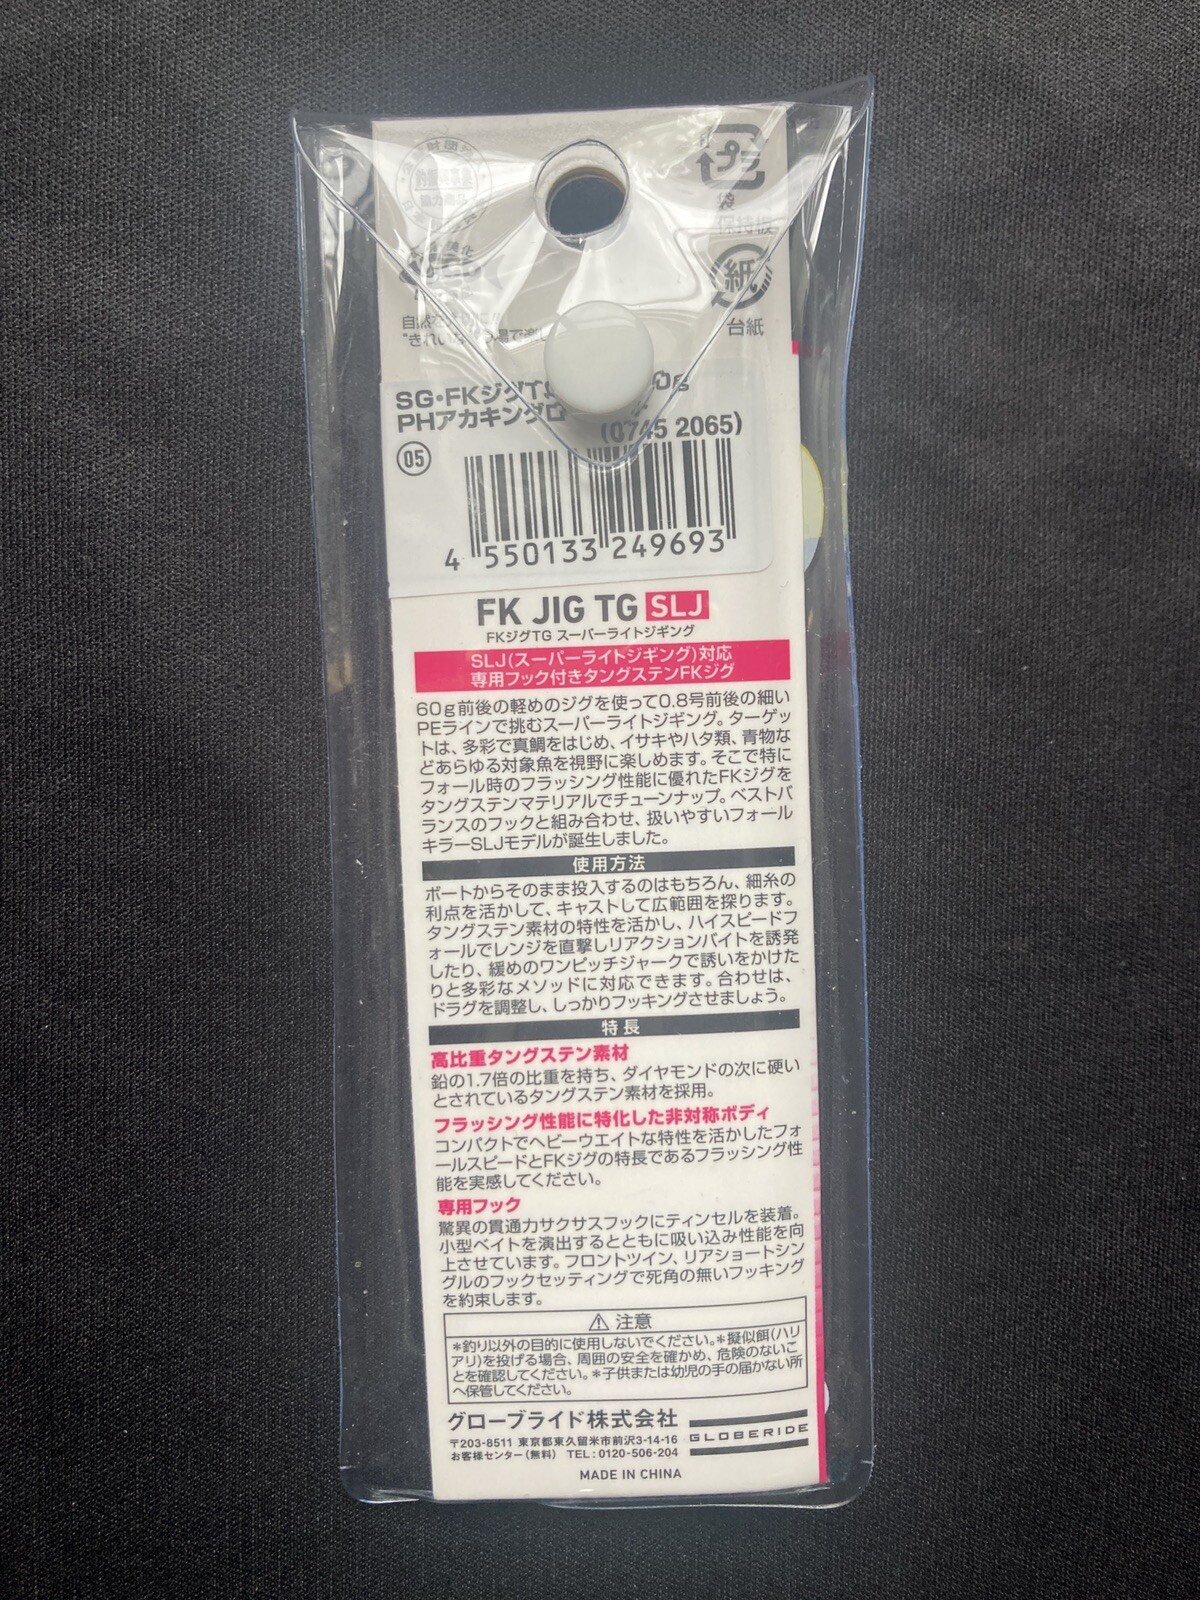 プラ
袋
保持板
紙
台紙
SG・FKジグTS
0g
PHアカキングロ
(0745 2065)
05
4 550133 249693
FK JIG TG SLJ
FKジグTG スーパーライトジギング
SLJ(スーパーライトジギング)対応
専用フック付きタングステンFKジグ
60g前後の軽めのジグを使って0.8号前後の細い
PEラインで挑むスーパーライトジギング。ターゲッ
トは、多彩で真鯛をはじめ、イサキやハタ類、青物な
どあらゆる対象魚を視野に楽しめます。そこで特に
フォール時のフラッシング性能に優れたFKジグを
タングステンマテリアルでチューンナップ。ベストバ
ランスのフックと組み合わせ、扱いやすいフォール
キラーSLJモデルが誕生しました。
使用方法
ボートからそのまま投入するのはもちろん、細糸の
利点を活かして、キャストして広範囲を探ります。
タングステン素材の特性を活かし、ハイスピードフ
ォールでレンジを直撃しリアクションバイトを誘発
したり、緩めのワンピッチジャークで誘いをかけた
りと多彩なメソッドに対応できます。合わせは、
ドラグを調整し、しっかりフッキングさせましょう。
特長
高比重タングステン素材
鉛の1.7倍の比重を持ち、ダイヤモンドの次に硬い
とされているタングステン素材を採用。
フラッシング性能に特化した非対称ボディ
コンパクトでヘビーウエイトな特性を活かしたフォ
ールスピードとFKジグの特長であるフラッシング性
能を実感してください。
専用フック
驚異の貫通力サクサスフックにティンセルを装着。
小型ベイトを演出するとともに吸い込み性能を向
上させています。フロントツイン、リアショートシン
グルのフックセッティングで死角の無いフッキング
を約束します。
⚠ 注意
*釣り以外の目的に使用しないでください。*擬似餌(ハリ
アリ)を投げる場合、周囲の安全を確かめ、危険のないこ
とを確認してください。*子供または幼児の手の届かない所
へ保管してください。
グローブライド株式会社
GLOBERIDE
〒203-8511 東京都東久留米市前沢3-14-16
お客様センター(無料) TEL:0120-506-204
MADE IN CHINA